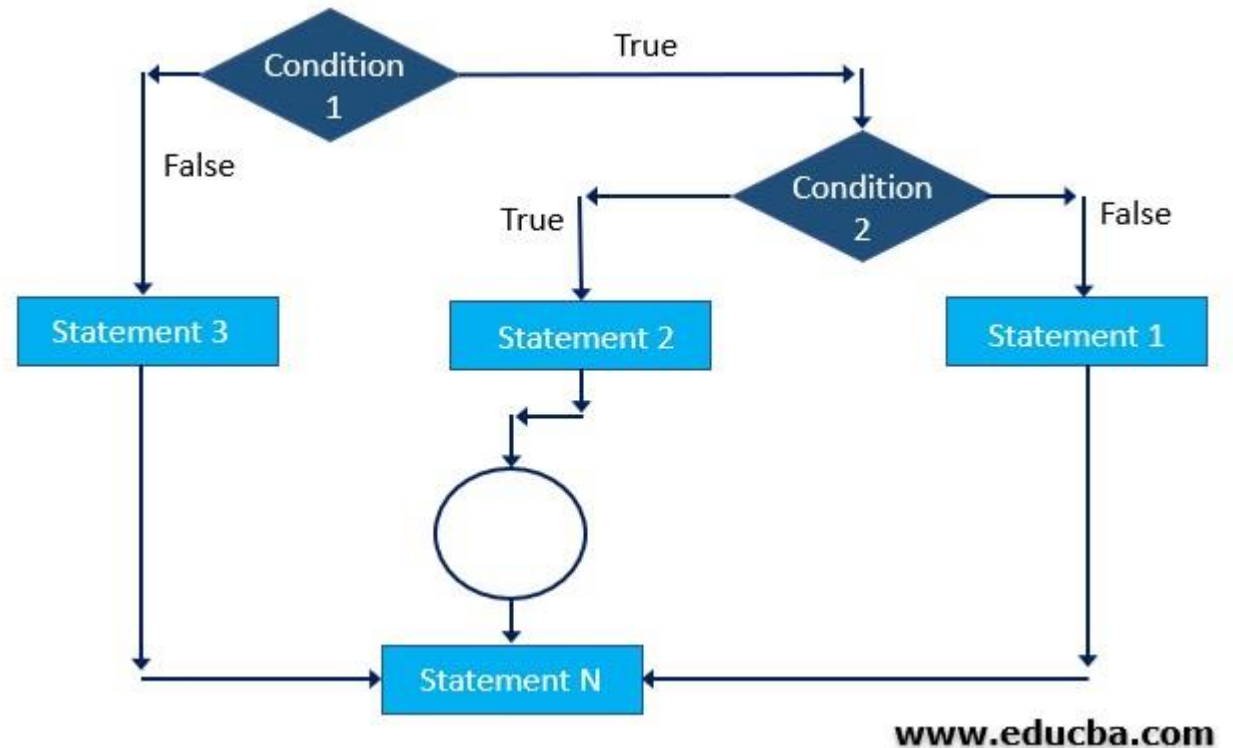 True
Condition
1
False
Condition
2
True
False
Statement 3
Statement 2
Statement 1
Statement N
www.educba.com